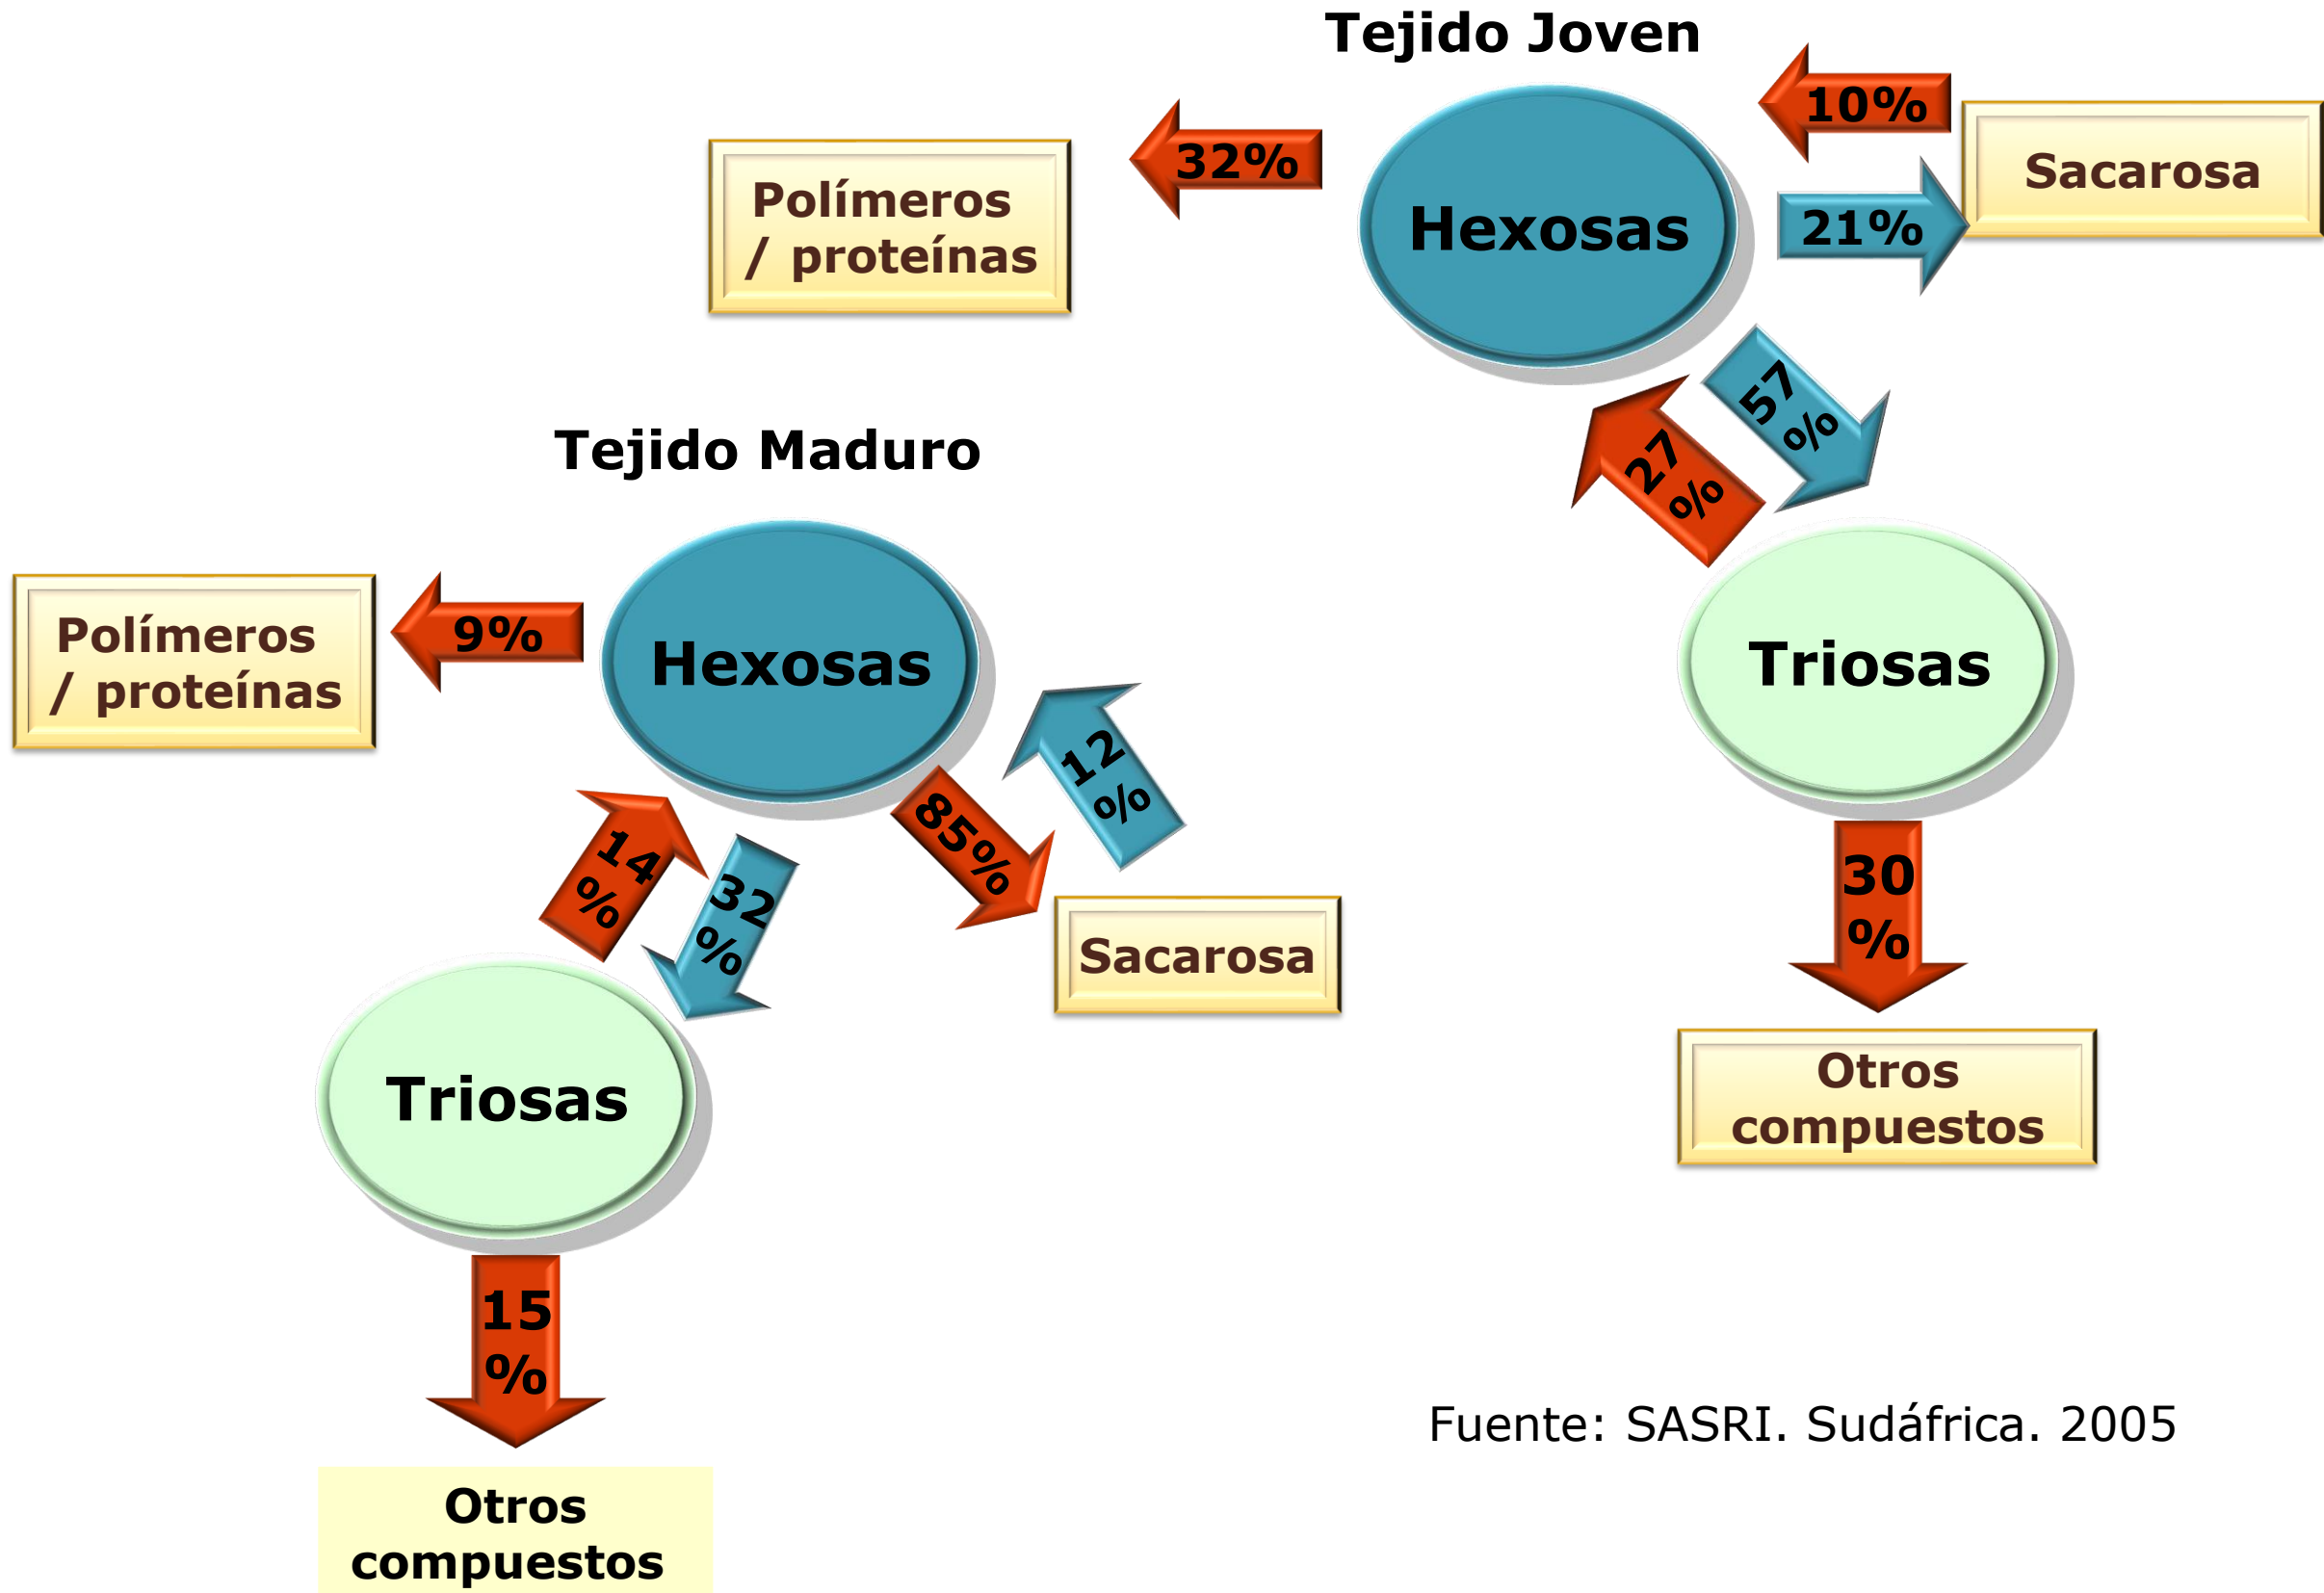 Tejido Joven
10%
Sacarosa
32%
Polímeros
/ proteínas
Hexosas
21%
57
%
27
%
Triosas
30
%
Otros
compuestos
Tejido Maduro
Polímeros
/ proteínas
9%
Hexosas
12
%
85%
14
%
32
%
Sacarosa
Triosas
15
%
Otros
compuestos
Fuente: SASRI. Sudáfrica. 2005